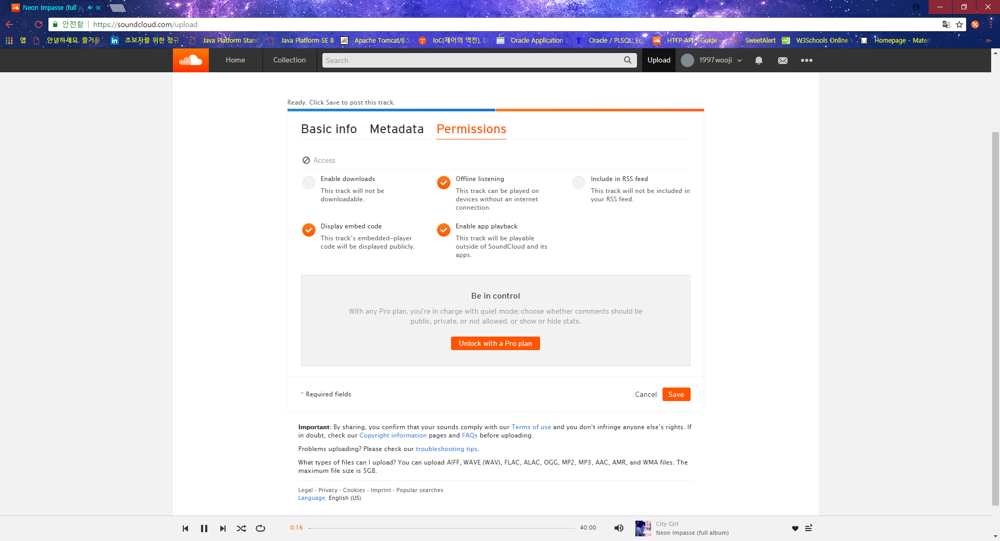 Neon Impasse (full a
안전함
https://soundcloud.com/upload
앱
안녕하세요. 즐거운
초보자를 위한 정규
Java Platform Stand
Java Platform SE 8
Apache Tomcat/8.5
IoC(제어의 역전), D
Oracle Application
Oracle / PLSQL:
HTTP API - Guide
SweetAlert
W3Schools Online
Homepage - Mater
Home
Collection
Search
Upload
1997wooji
Ready. Click Save to post this track.
Basic info
Metadata
Permissions
Access
Enable downloads
This track will not be
downloadable.
Offline listening
This track can be played on
devices without an internet
connection.
Include in RSS feed
This track will not be included in
your RSS feed.
Display embed code
This track's embedded-player
code will be displayed publicly.
Enable app playback
This track will be playable
outside of SoundCloud and its
apps.
Be in control
With any Pro plan, you're in charge with quiet mode; choose whether comments should be
public, private, or not allowed, or show or hide stats.
Unlock with a Pro plan
* Required fields
Cancel
Save
Important: By sharing, you confirm that your sounds comply with our Terms of use and you don't infringe anyone else's rights. If
in doubt, check our Copyright information pages and FAQs before uploading.
Problems uploading? Please check our troubleshooting tips.
What types of files can I upload? You can upload AIFF, WAVE (WAV), FLAC, ALAC, OGG, MP2, MP3, AAC, AMR, and WMA files. The
maximum file size is 5GB.
Legal - Privacy - Cookies - Imprint - Popular searches
Language: English (US)
0:16
40:00
City Girl
Neon Impasse (full album)